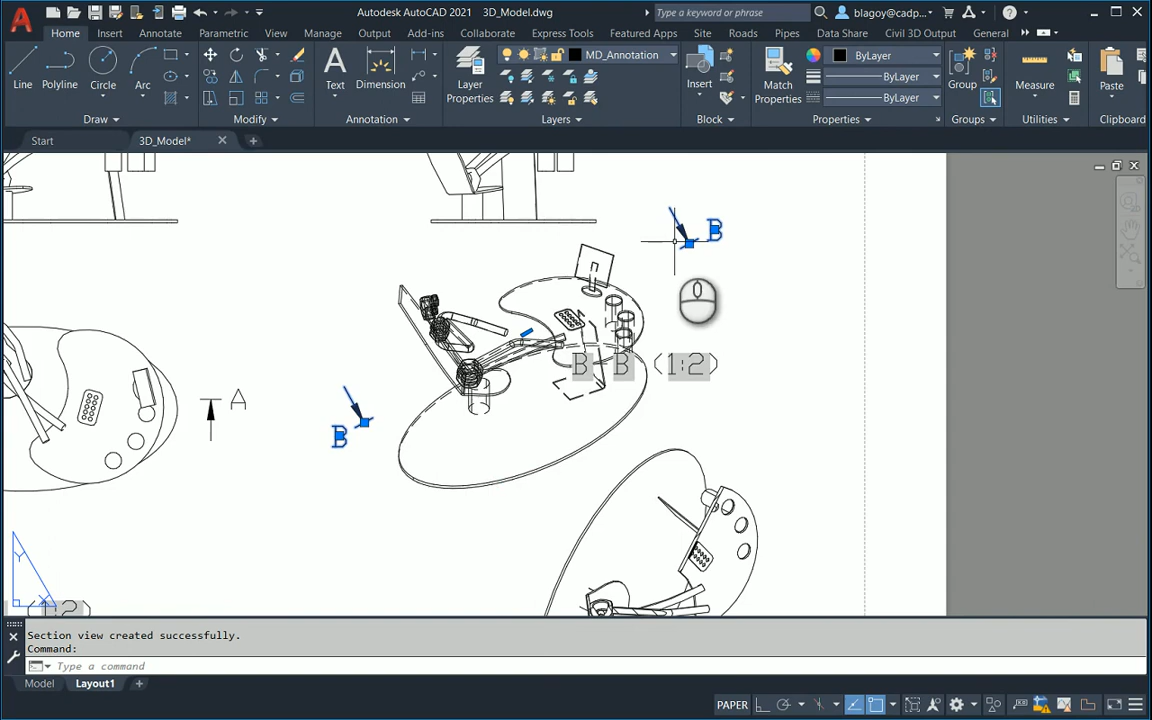 Autodesk AutoCAD 2021 3D_Model.dwg
Type a keyword or phrase
blagoy@cadp...
Home Insert Annotate Parametric View Manage Output Add-ins Collaborate Express Tools Featured Apps Site Roads Pipes Data Share Civil 3D Output General
MD_Annotation
ByLayer
ByLayer
ByLayer
Line Polyline Circle Arc
Text Dimension
Layer Properties
Insert
Match Properties
Group
Measure
Paste
Draw Modify Annotation Layers Block Properties Groups Utilities Clipboard
Start 3D_Model*
B
A
B
B-B (1:2)
Y
X
Section view created successfully.
Command:
Type a command
Model Layout1
PAPER